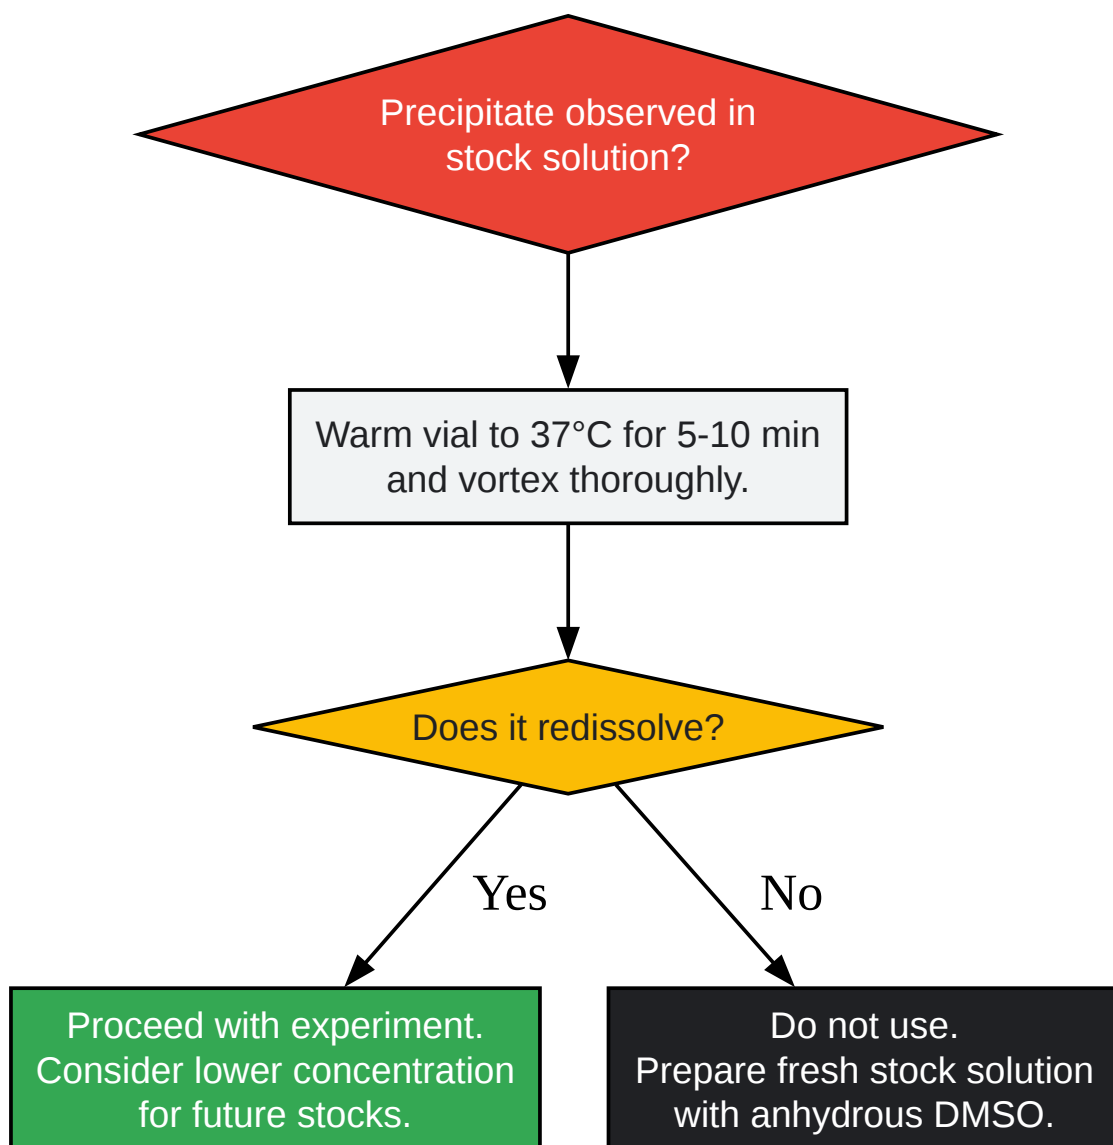 Precipitate observed in
stock solution?
Warm vial to 37°C for 5-10 min
and vortex thoroughly.
Does it redissolve?
Yes
No
Proceed with experiment.
Consider lower concentration
for future stocks.
Do not use.
Prepare fresh stock solution
with anhydrous DMSO.